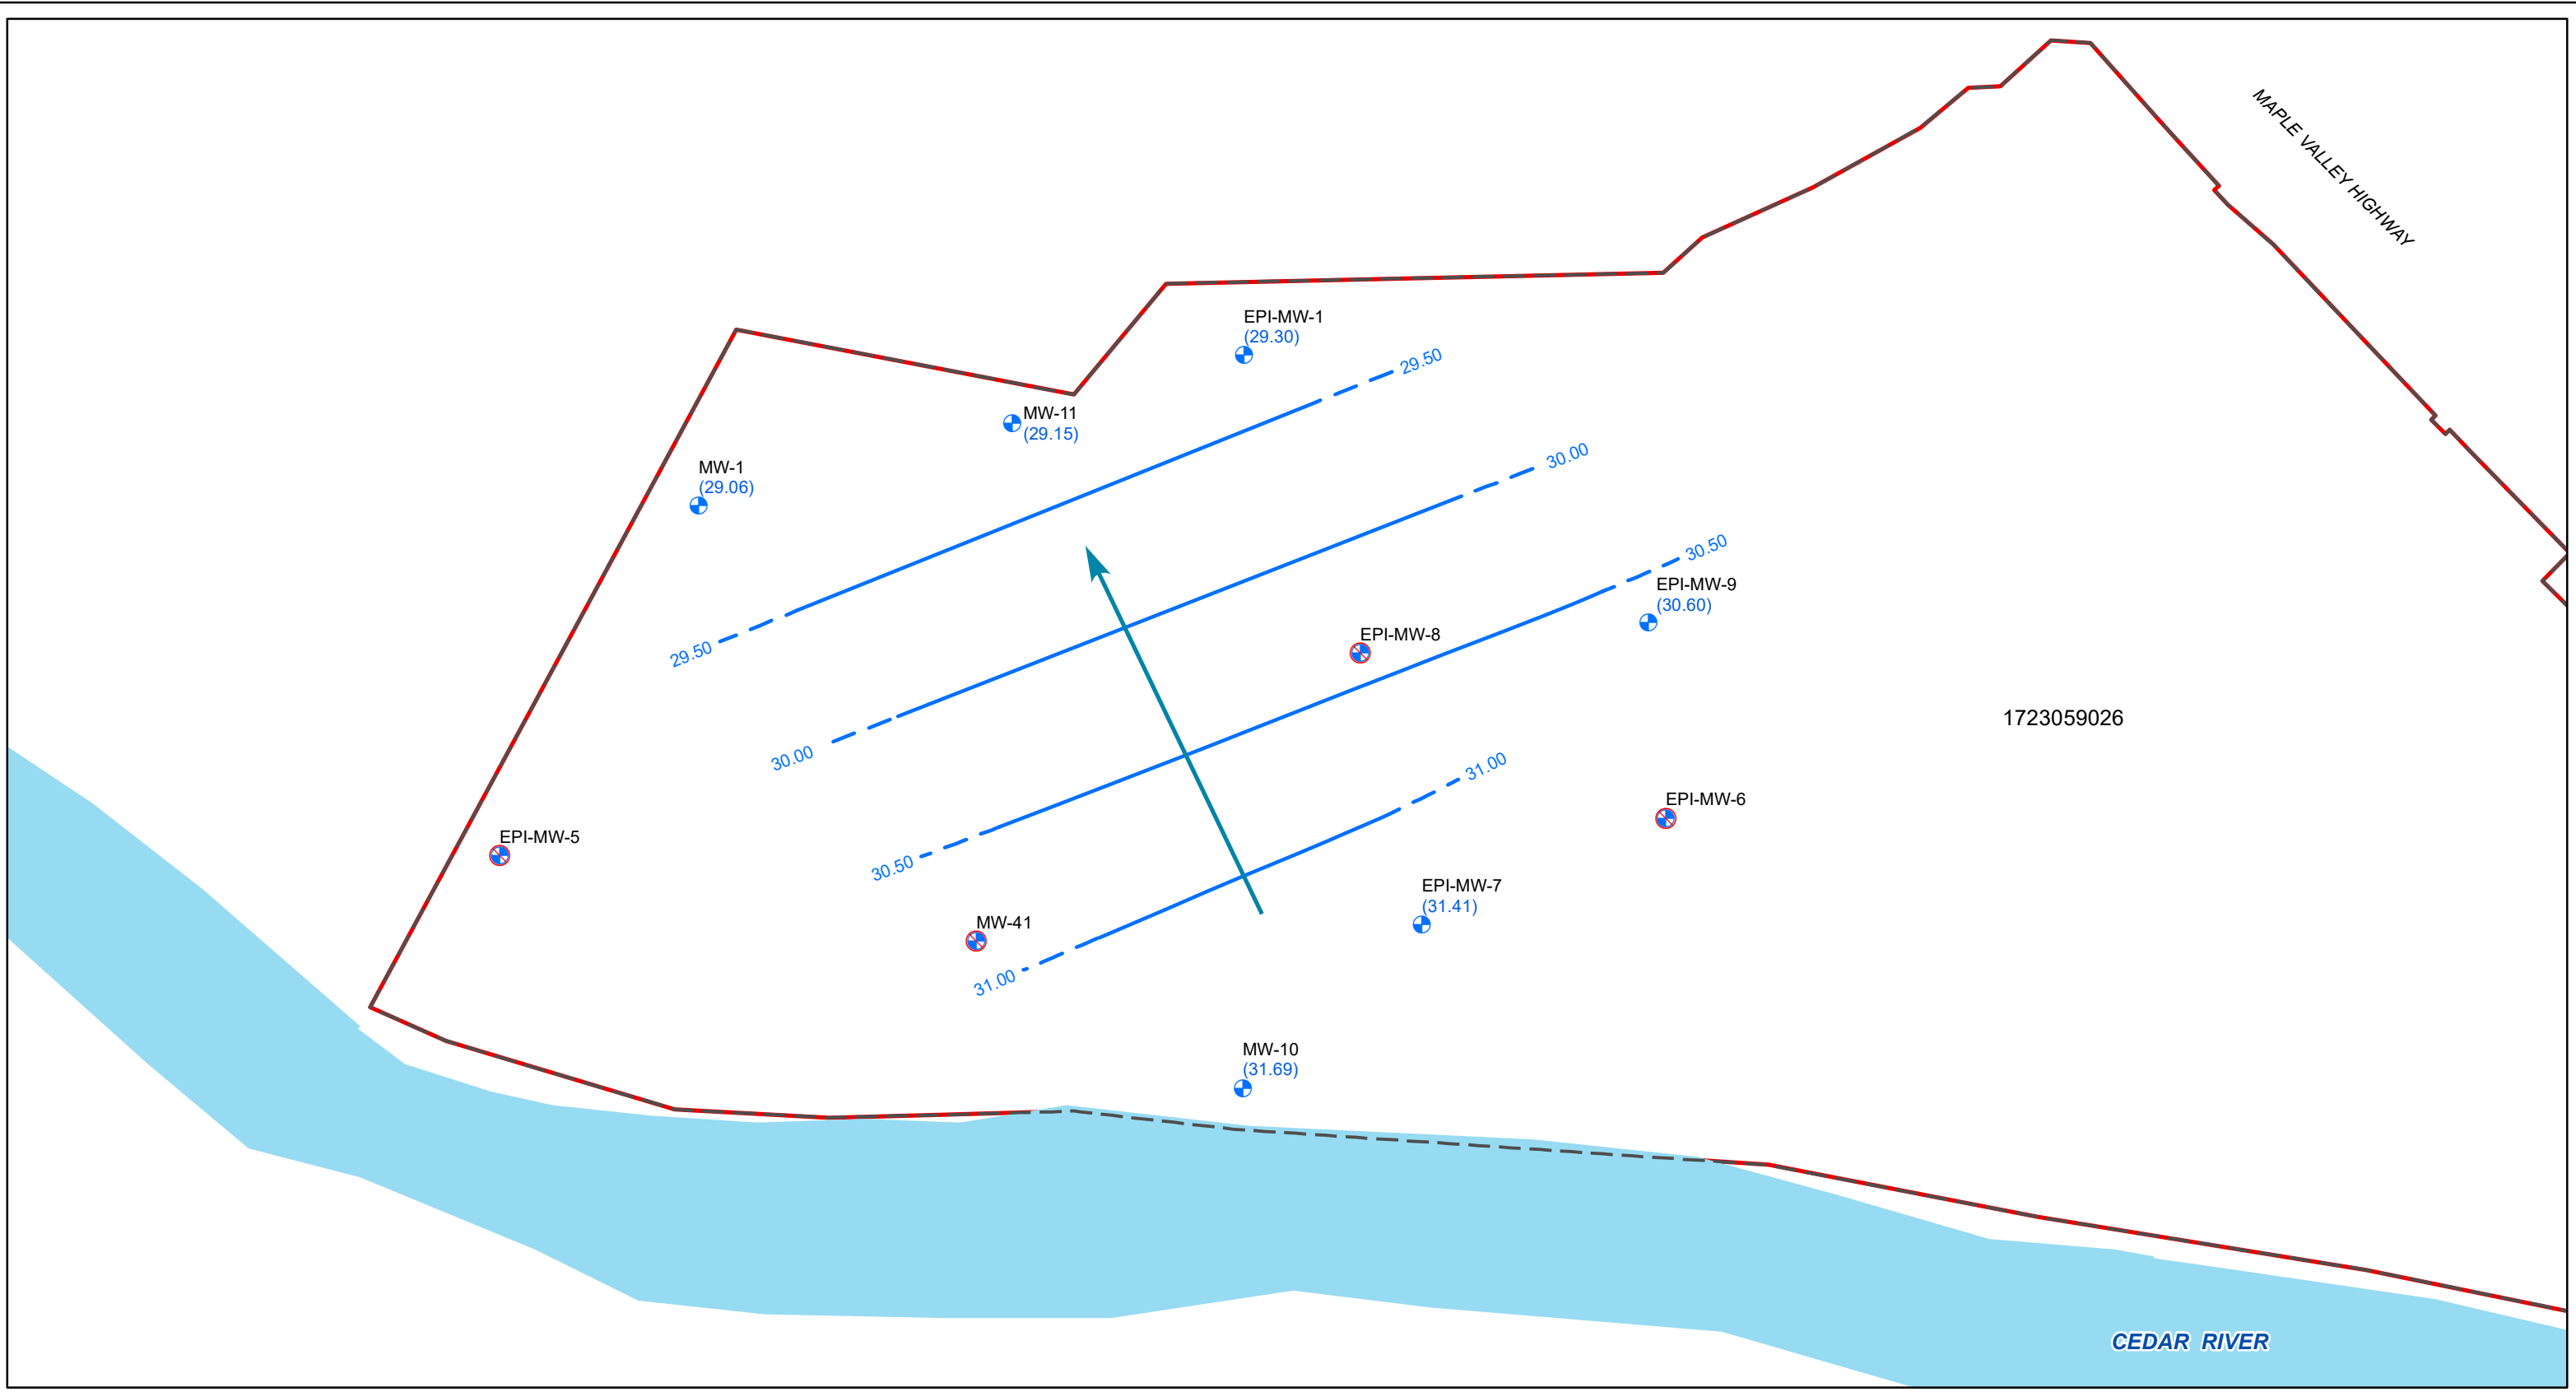 MAPLE VALLEY HIGHWAY
EPI-MW-1
(29.30)
29.50
MW-11
(29.15)
MW-1
(29.06)
30.00
30.50
EPI-MW-9
(30.60)
EPI-MW-8
29.50
1723059026
30.00
31.00
EPI-MW-6
EPI-MW-5
30.50
EPI-MW-7
(31.41)
MW-41
31.00
MW-10
(31.69)
CEDAR RIVER